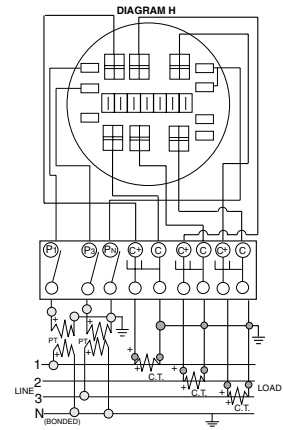 DIAGRAM H
P1 P3 PN C+ C C+ C C+ C
+ + + +
PT PT
+ +
1
+ C.T.
2
LINE + C.T. LOAD
3
+ C.T.
N
(BONDED)